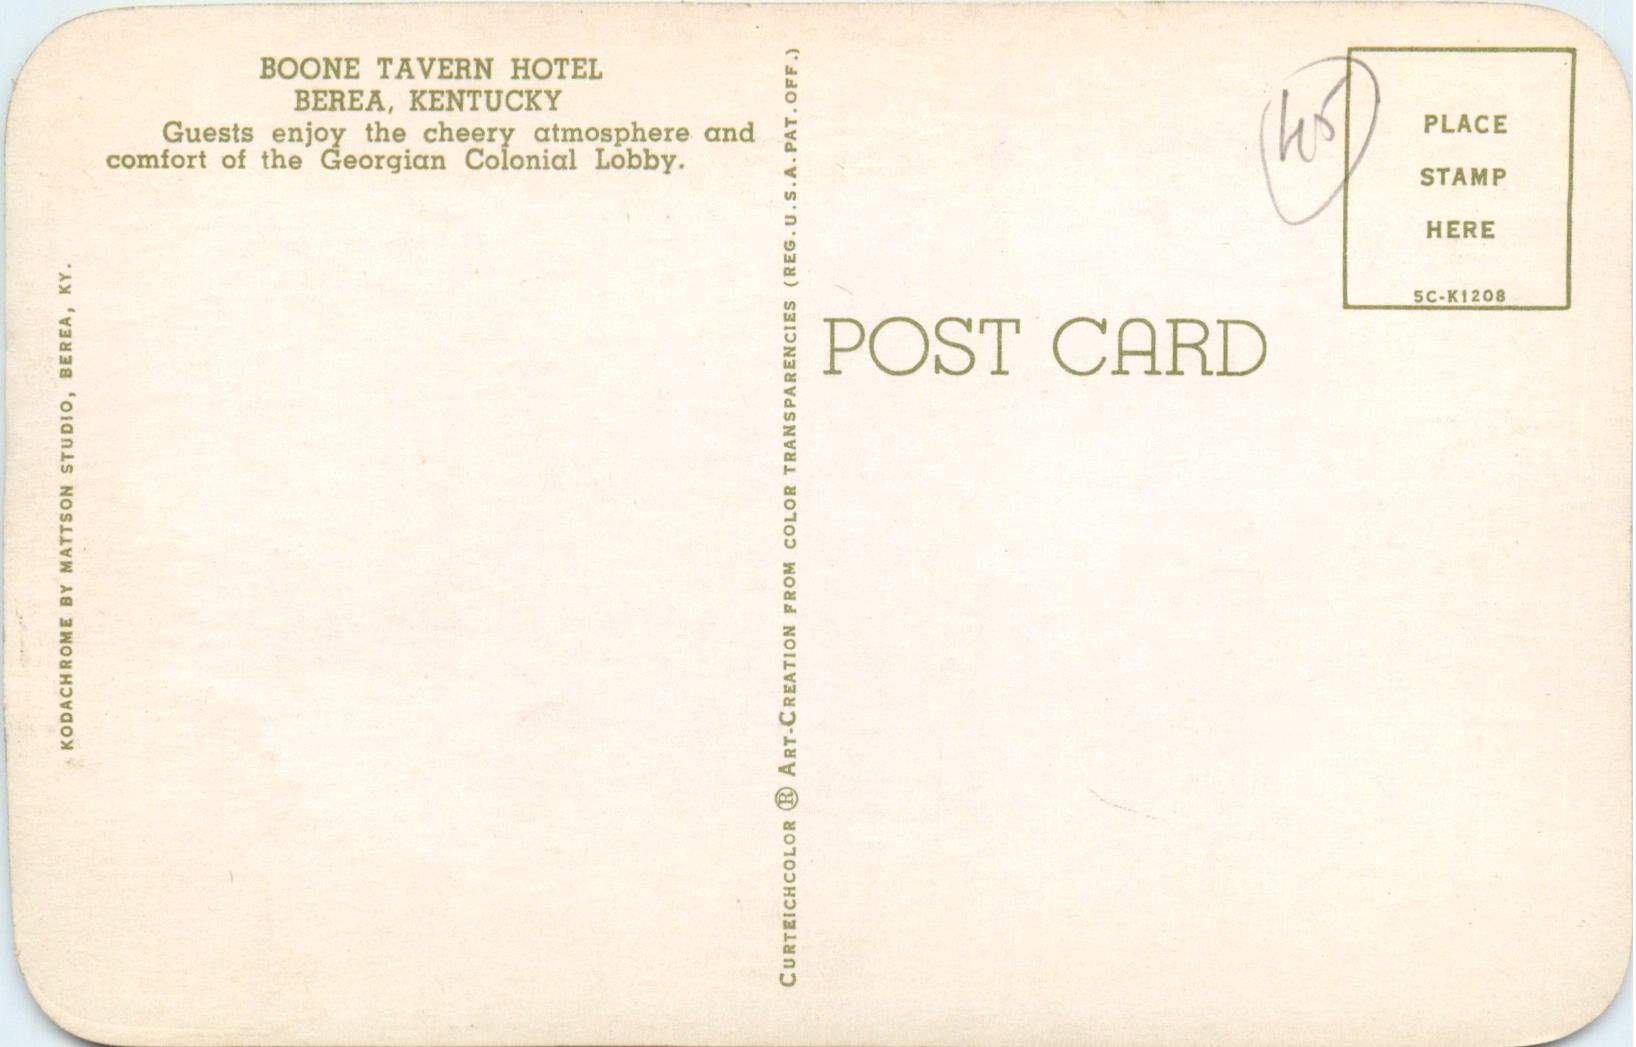 BOONE TAVERN HOTEL
BEREA, KENTUCKY
Guests enjoy the cheery atmosphere and
comfort of the Georgian Colonial Lobby.
KODACHROME BY MATTSON STUDIO, BEREA, KY.
CURTEICHCOLOR ® ART-CREATION FROM COLOR TRANSPARENCIES (REG. U.S.A. PAT. OFF.)
POST CARD
PLACE
STAMP
HERE
5C-K1208